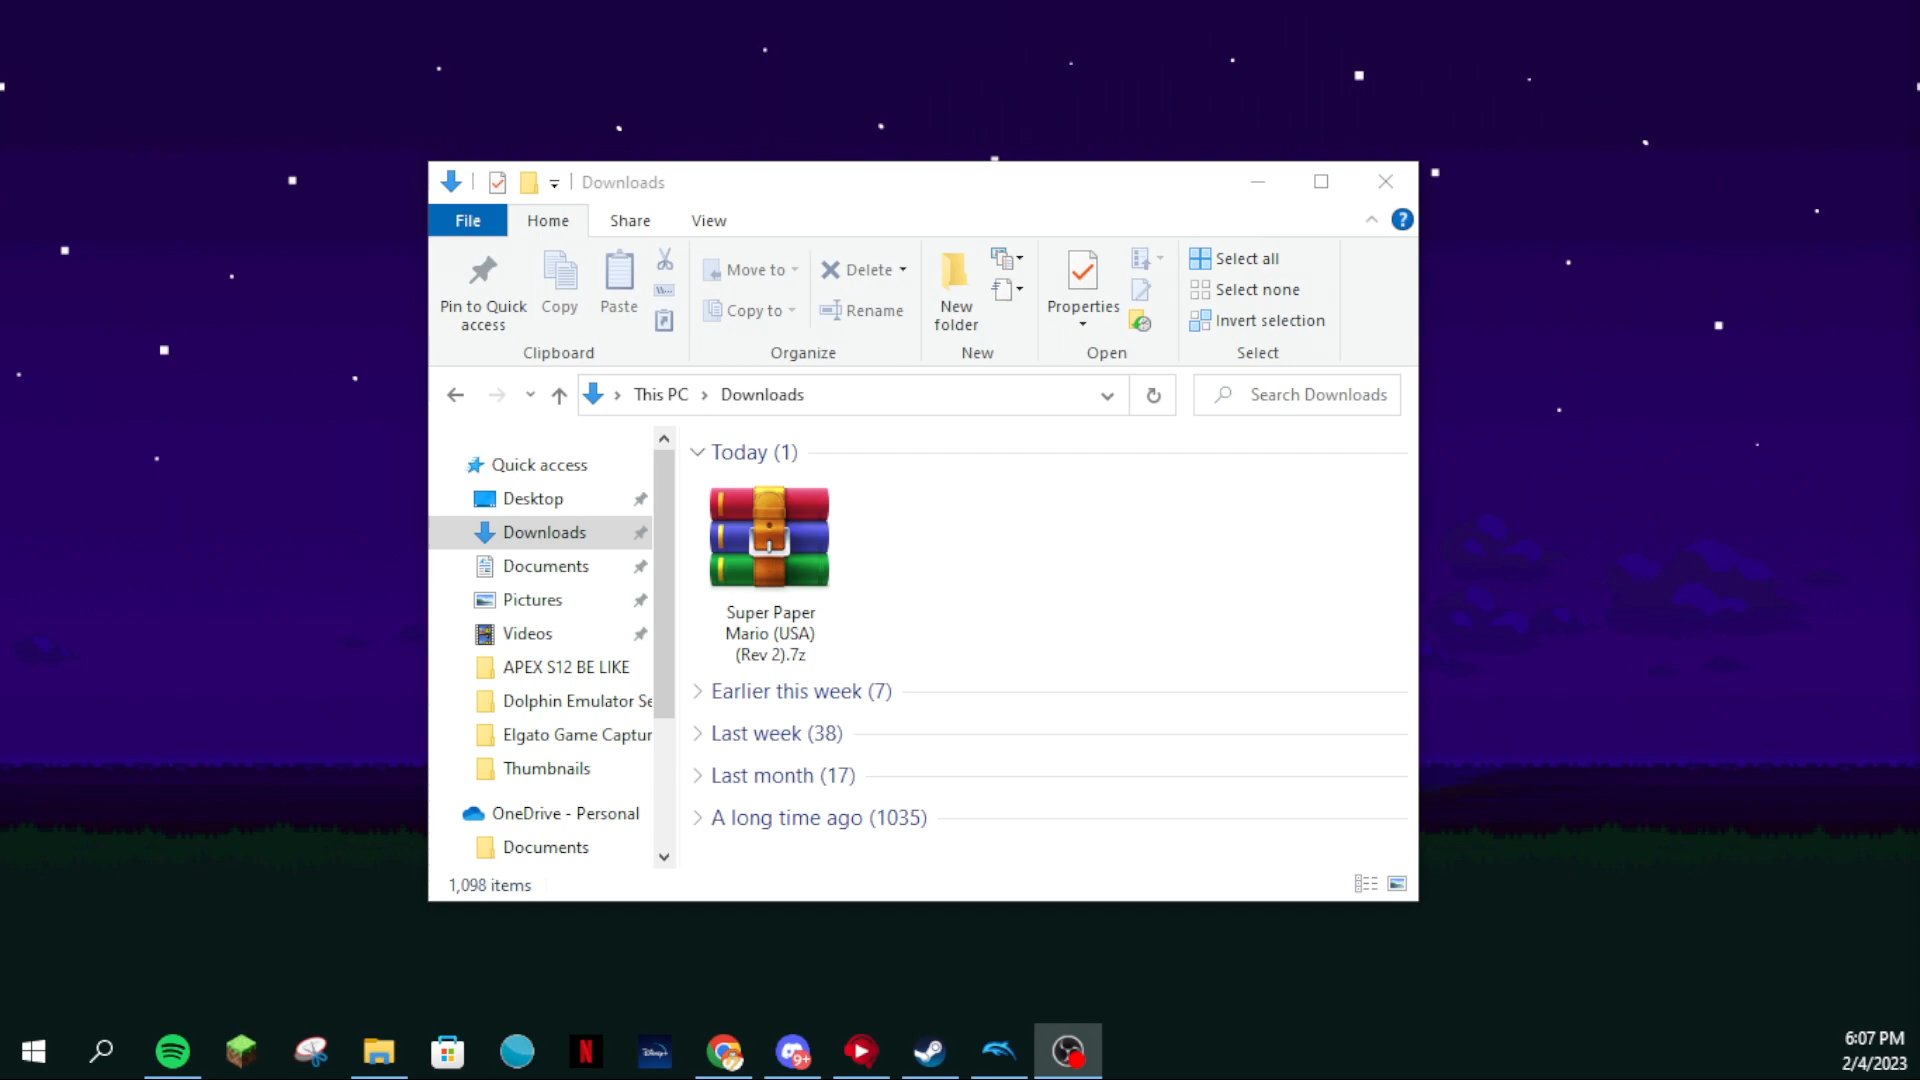 Downloads
File
Home
Share
View
Pin to Quick
access
Copy
Paste
Move to
Copy to
Delete
Rename
New
folder
Properties
Select all
Select none
Invert selection
Clipboard
Organize
New
Open
Select
This PC
Downloads
Search Downloads
Quick access
Desktop
Downloads
Documents
Pictures
Videos
APEX S12 BE LIKE
Dolphin Emulator Se
Elgato Game Captur
Thumbnails
OneDrive - Personal
Documents
Today (1)
Super Paper
Mario (USA)
(Rev 2).7z
Earlier this week (7)
Last week (38)
Last month (17)
A long time ago (1035)
1,098 items
N
Disney+
9+
6:07 PM
2/4/2023